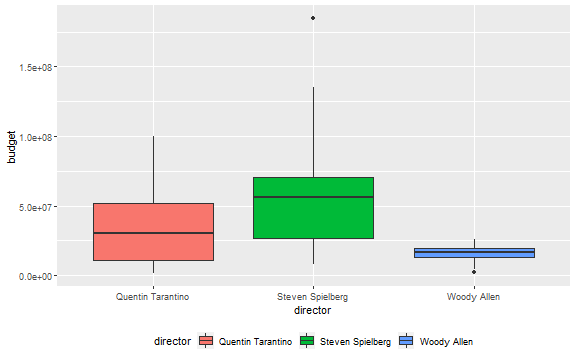 budget
1.5e+08
1.0e+08
5.0e+07
0.0e+00
Quentin Tarantino Steven Spielberg Woody Allen
director
director Quentin Tarantino Steven Spielberg Woody Allen